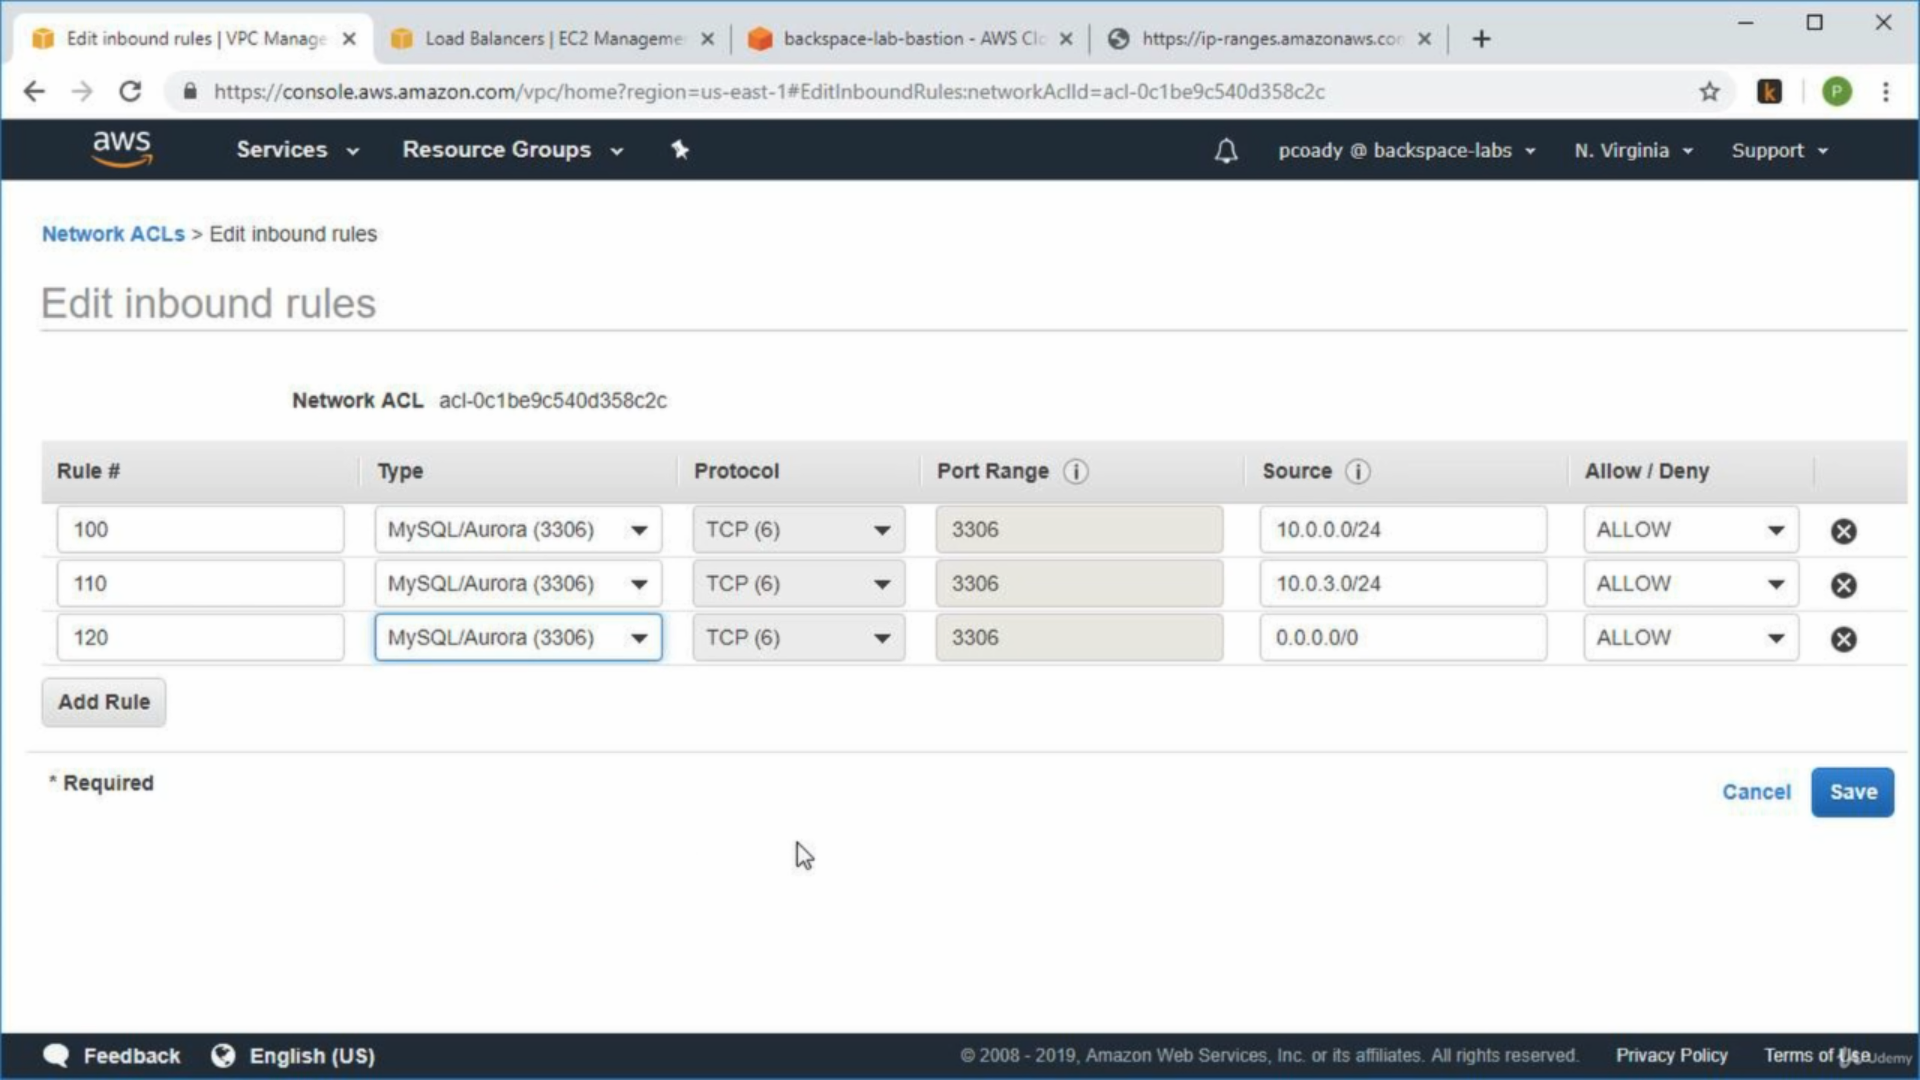 Edit inbound rules | VPC Manage
Load Balancers | EC2 Manageme
backspace-lab-bastion - AWS Clo
https://ip-ranges.amazonaws.co
https://console.aws.amazon.com/vpc/home?region=us-east-1#EditInboundRules:networkAclId=acl-0c1be9c540d358c2c
k
P
aws
Services
Resource Groups
pcoady @ backspace-labs
N. Virginia
Support
Network ACLs > Edit inbound rules
Edit inbound rules
Network ACL acl-0c1be9c540d358c2c
Rule # Type Protocol Port Range i Source i Allow / Deny
100 MySQL/Aurora (3306) TCP (6) 3306 10.0.0.0/24 ALLOW
110 MySQL/Aurora (3306) TCP (6) 3306 10.0.3.0/24 ALLOW
120 MySQL/Aurora (3306) TCP (6) 3306 0.0.0.0/0 ALLOW
Add Rule
* Required
Cancel Save
Feedback English (US) © 2008 - 2019, Amazon Web Services, Inc. or its affiliates. All rights reserved. Privacy Policy Terms of Use
Udemy